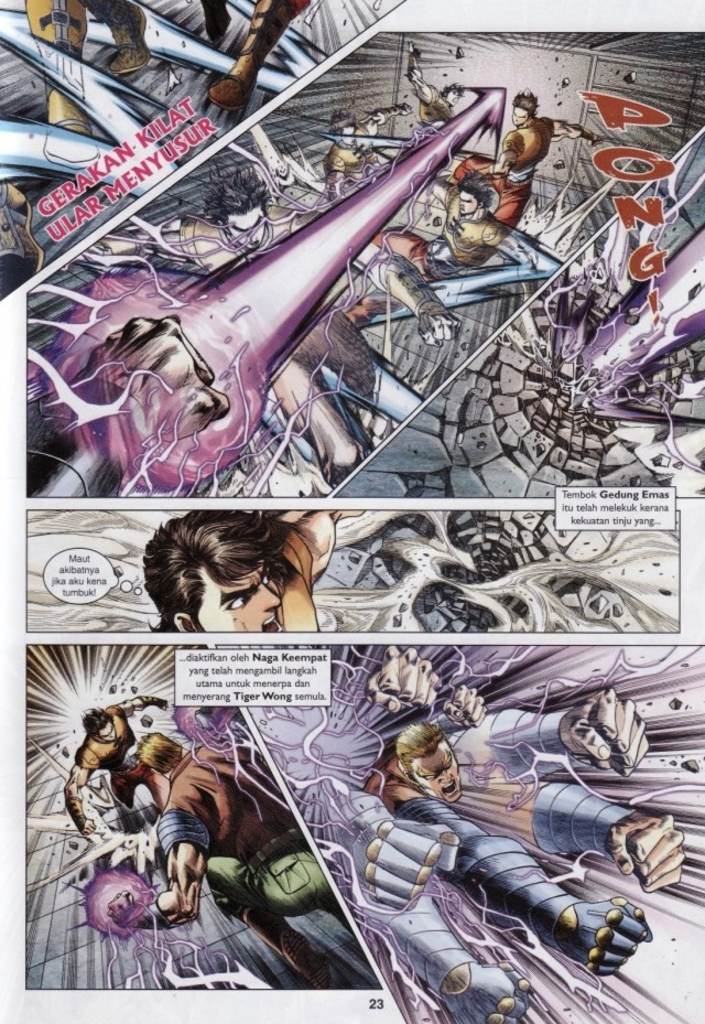 GERAKAN KILAT
ULAR MENYUSUR
PONG!
Tembok Gedung Emas
itu telah melekuk kerana
kekuatan tinju yang...
Maut
akibatnya
jika aku kena
tumbuk!
...diaktifkan oleh Naga Keempat
yang telah mengambil langkah
utama untuk menerpa dan
menyerang Tiger Wong semula.
23